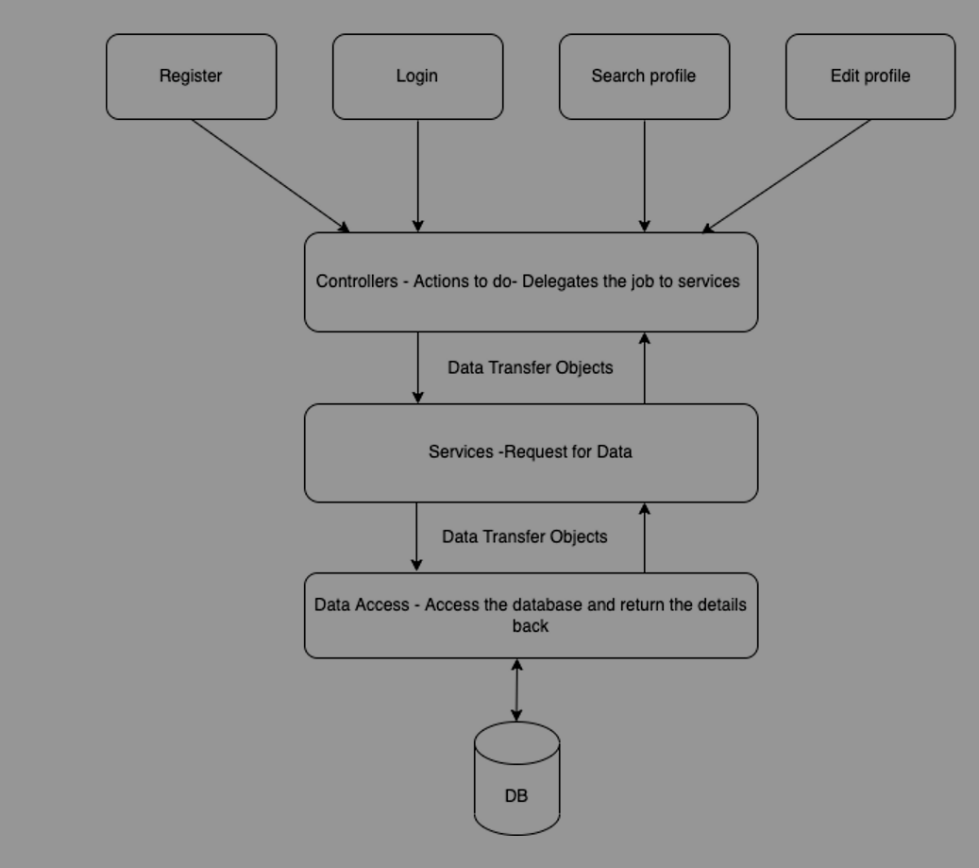 Register
Login
Search profile
Edit profile
Controllers - Actions to do- Delegates the job to services
Data Transfer Objects
Services -Request for Data
Data Transfer Objects
Data Access - Access the database and return the details
back
DB